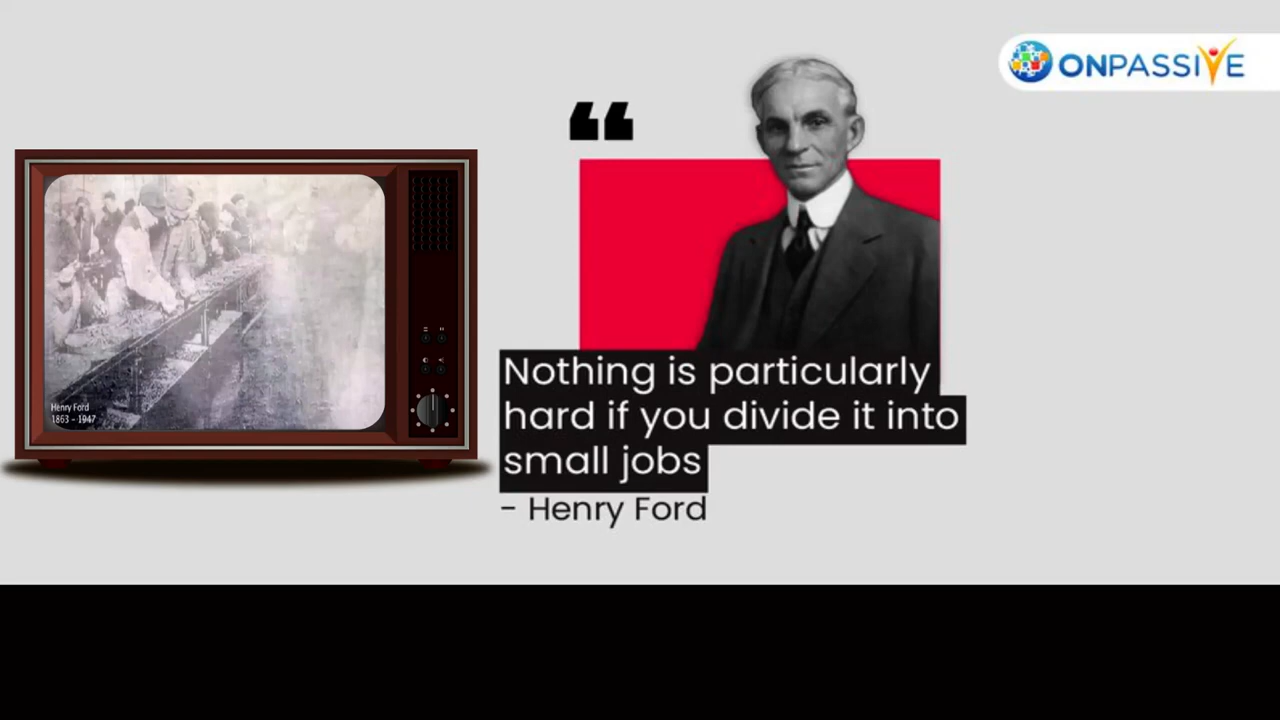 ONPASSIVE
Nothing is particularly
hard if you divide it into
small jobs
- Henry Ford
Henry Ford
1863 - 1947